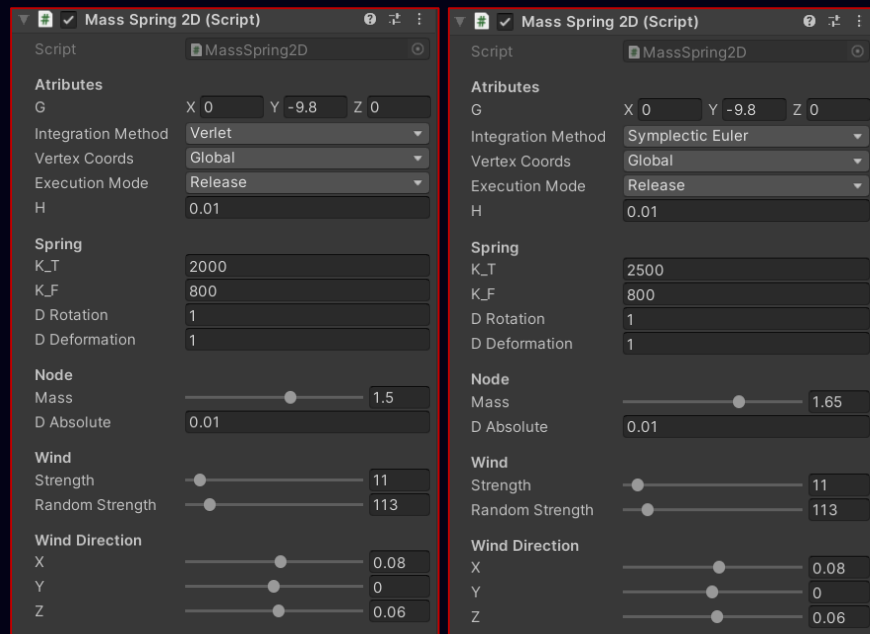 Mass Spring 2D (Script)
Script MassSpring2D
Atributes
G X 0 Y -9.8 Z 0
Integration Method Verlet
Vertex Coords Global
Execution Mode Release
H 0.01
Spring
K_T 2000
K_F 800
D Rotation 1
D Deformation 1
Node
Mass 1.5
D Absolute 0.01
Wind
Strength 11
Random Strength 113
Wind Direction
X 0.08
Y 0
Z 0.06
Mass Spring 2D (Script)
Script MassSpring2D
Atributes
G X 0 Y -9.8 Z 0
Integration Method Symplectic Euler
Vertex Coords Global
Execution Mode Release
H 0.01
Spring
K_T 2500
K_F 800
D Rotation 1
D Deformation 1
Node
Mass 1.65
D Absolute 0.01
Wind
Strength 11
Random Strength 113
Wind Direction
X 0.08
Y 0
Z 0.06